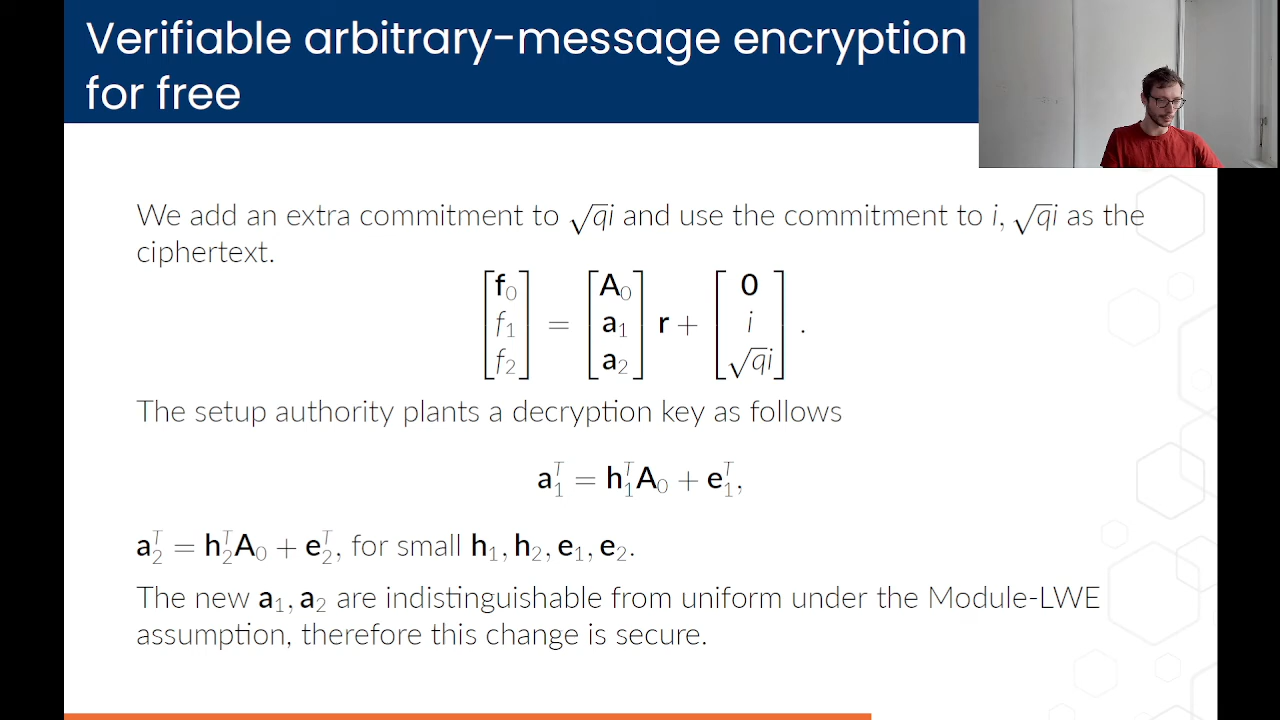 Verifiable arbitrary-message encryption
for free
We add an extra commitment to √qi and use the commitment to i, √qi as the
ciphertext.
[f₀ f₁ f₂] = [A₀ a₁ a₂] r + [0 i √qi].
The setup authority plants a decryption key as follows
a₁ᵀ = h₁ᵀA₀ + e₁ᵀ,
a₂ᵀ = h₂ᵀA₀ + e₂ᵀ, for small h₁, h₂, e₁, e₂.
The new a₁, a₂ are indistinguishable from uniform under the Module-LWE
assumption, therefore this change is secure.